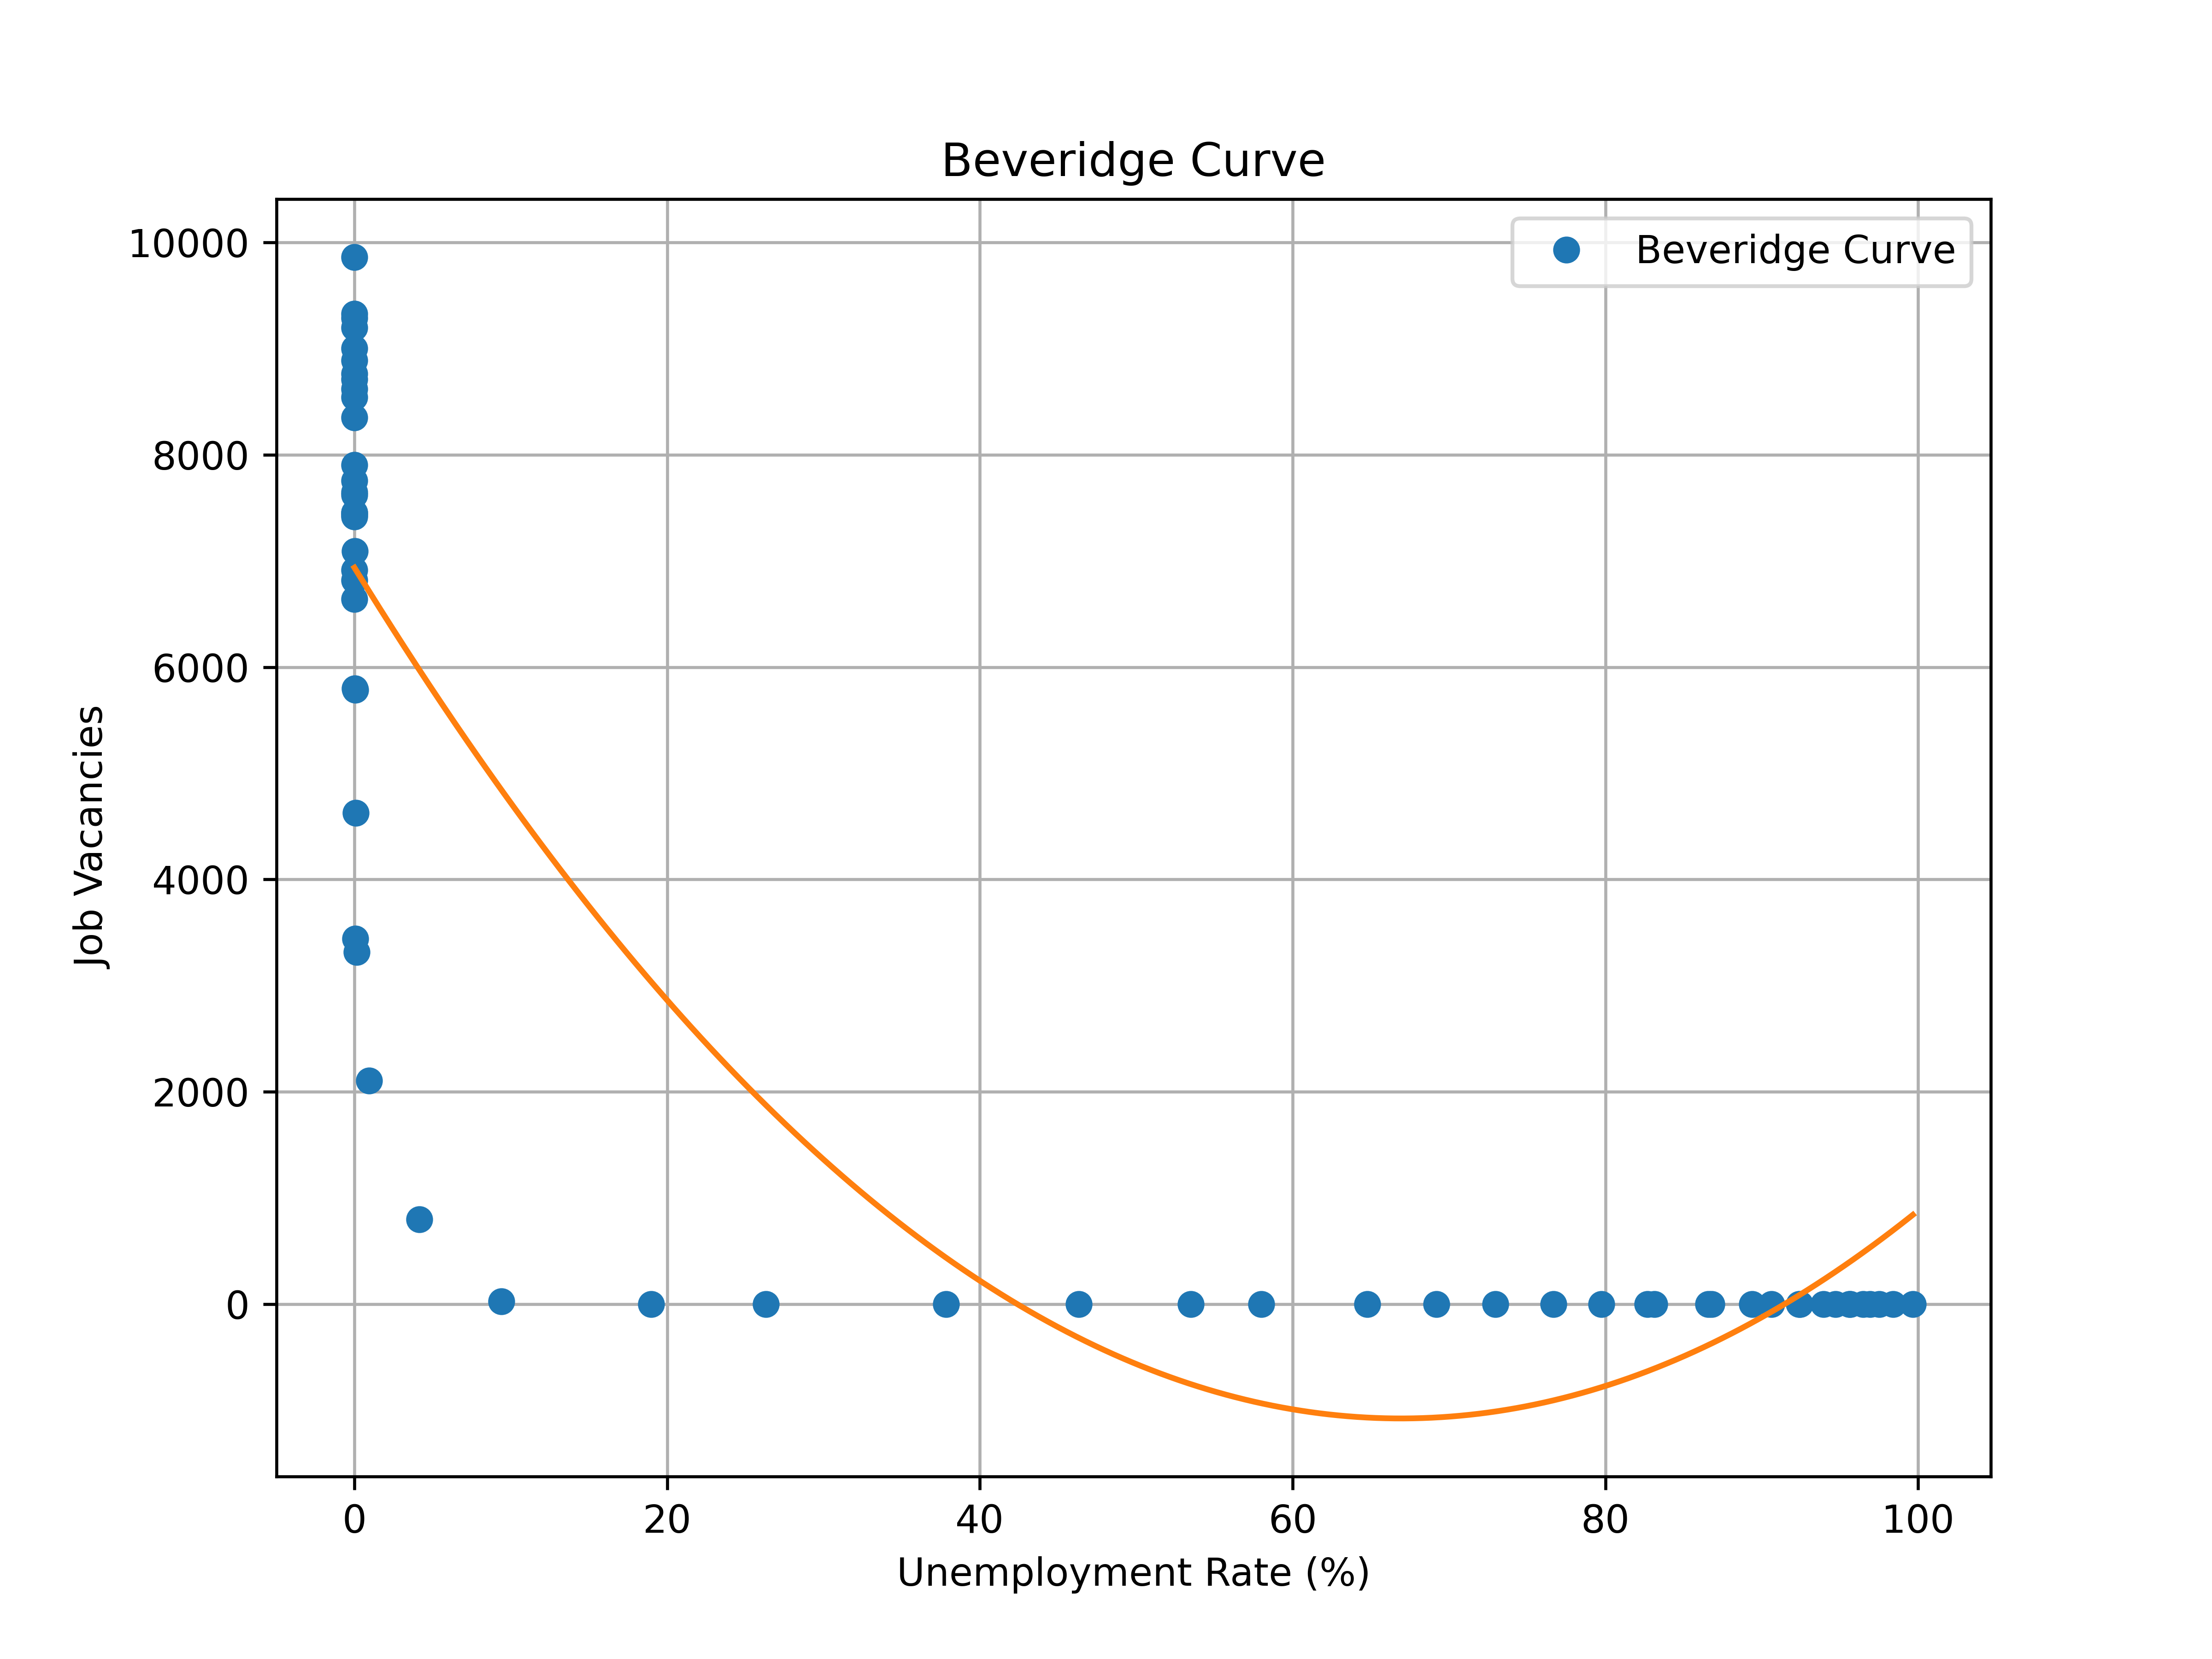 Beveridge Curve
Beveridge Curve
10000
8000
6000
4000
2000
0
Job Vacancies
0 20 40 60 80 100
Unemployment Rate (%)